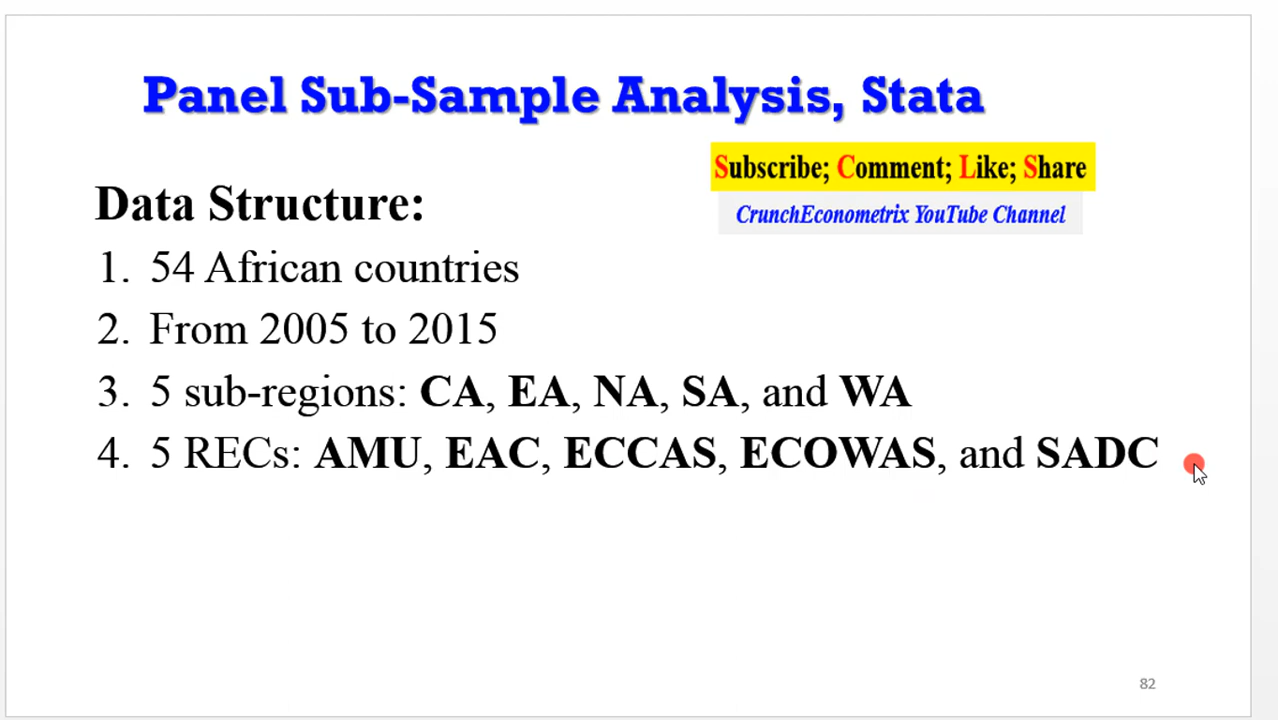 Panel Sub-Sample Analysis, Stata
Subscribe; Comment; Like; Share
CrunchEconometrix YouTube Channel
Data Structure:
1. 54 African countries
2. From 2005 to 2015
3. 5 sub-regions: CA, EA, NA, SA, and WA
4. 5 RECs: AMU, EAC, ECCAS, ECOWAS, and SADC
82